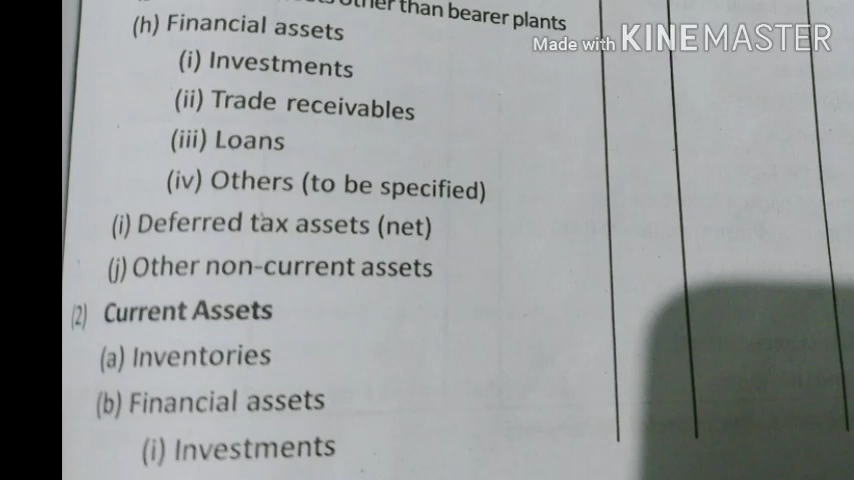 other than bearer plants
(h) Financial assets
Made with KINEMASTER
(i) Investments
(ii) Trade receivables
(iii) Loans
(iv) Others (to be specified)
(i) Deferred tax assets (net)
(j) Other non-current assets
(2) Current Assets
(a) Inventories
(b) Financial assets
(i) Investments